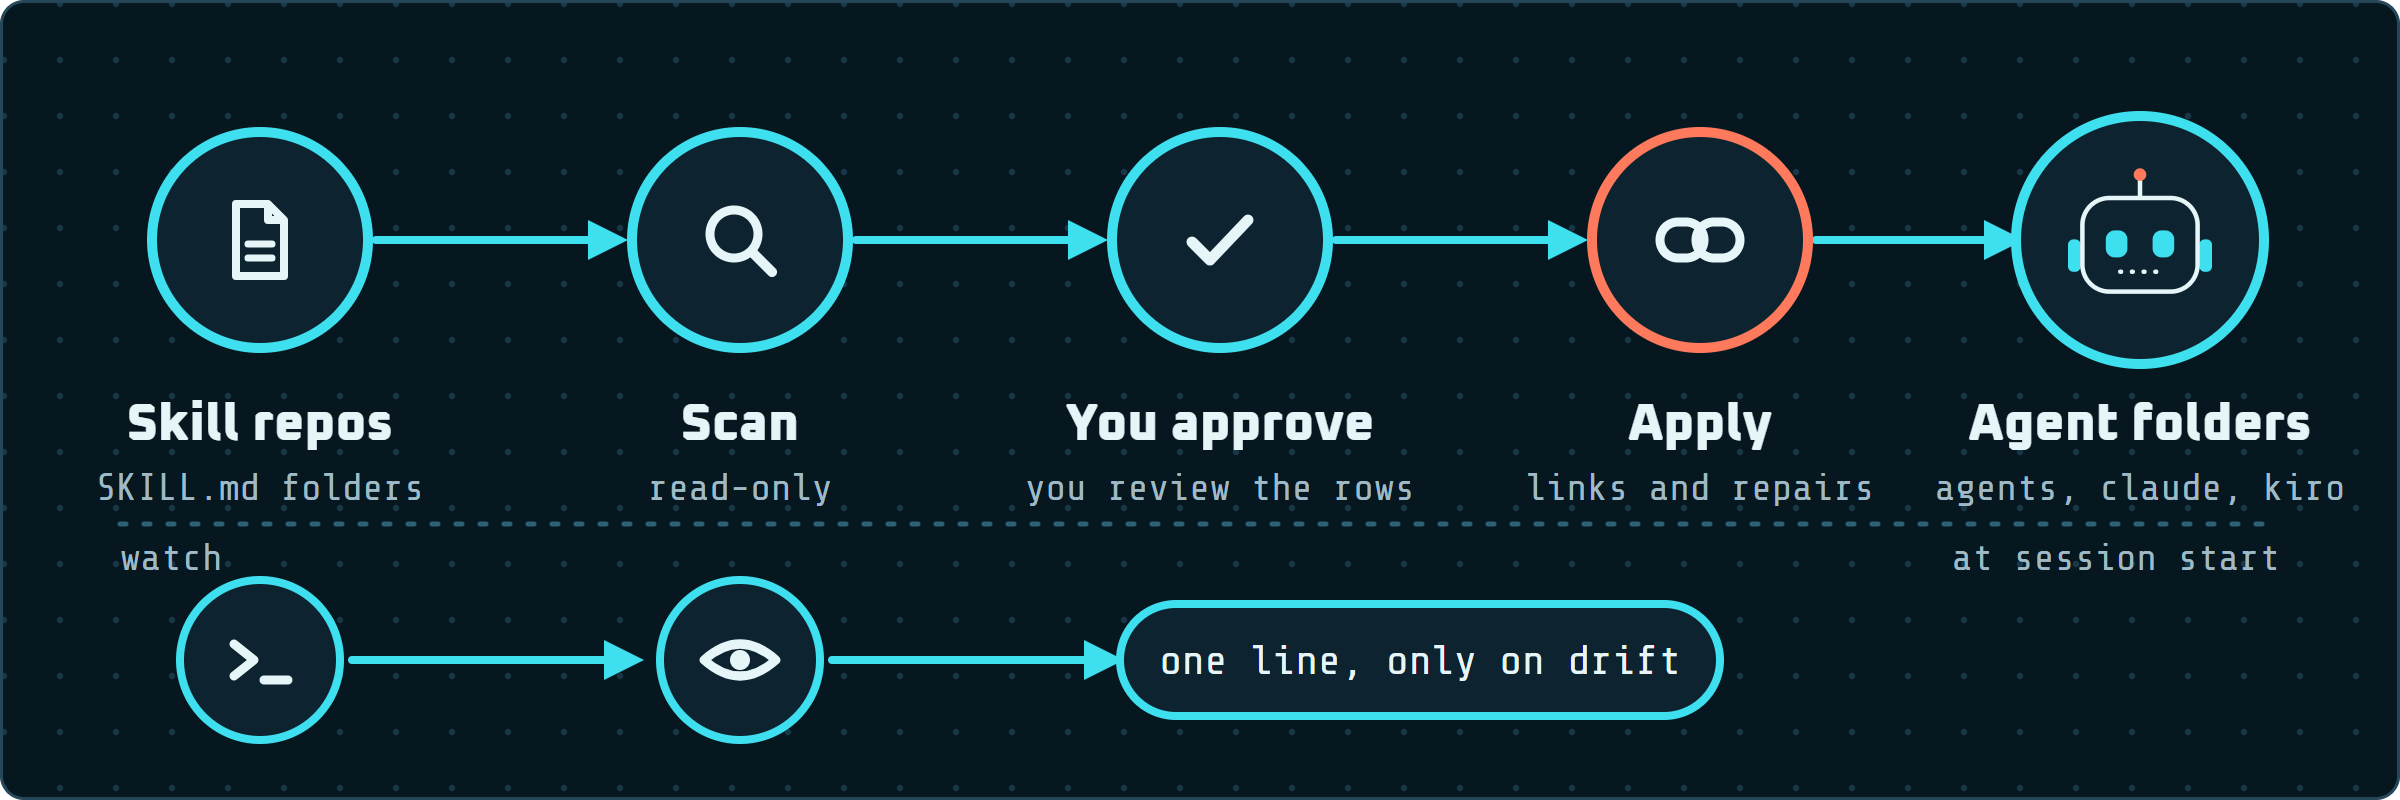 Skill repos
SKILL.md folders
Scan
read-only
You approve
you review the rows
Apply
links and repairs
Agent folders
agents, claude, kiro
watch
at session start
one line, only on drift